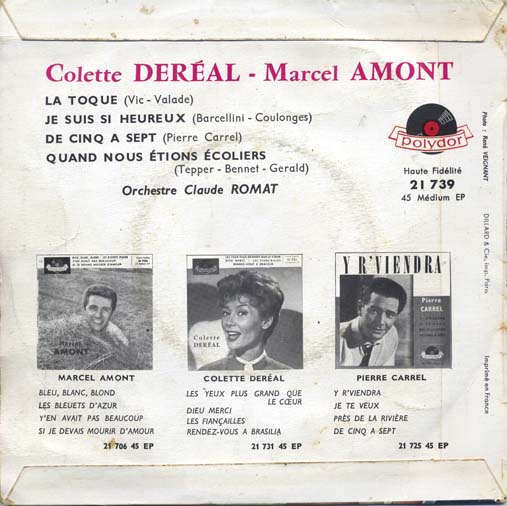 Colette DERÉAL - Marcel AMONT
LA TOQUE (Vic - Valade)
JE SUIS SI HEUREUX (Barcellini - Coulonges)
DE CINQ A SEPT (Pierre Carrel)
QUAND NOUS ÉTIONS ÉCOLIERS
(Tepper - Bennet - Gerald)
Orchestre Claude ROMAT
polydor
Haute Fidélité
21 739
45 Médium EP
Photo : René VEIGNANT
DILLARD & Cie, Imp. Paris
Imprimé en France
Marcel
AMONT
MARCEL AMONT
BLEU, BLANC, BLOND
LES BLEUETS D'AZUR
Y'EN AVAIT PAS BEAUCOUP
SI JE DEVAIS MOURIR D'AMOUR
21 706 45 EP
Colette
DERÉAL
COLETTE DERÉAL
LES YEUX PLUS GRAND QUE
LE CŒUR
DIEU MERCI
LES FIANÇAILLES
RENDEZ-VOUS A BRASILIA
21 731 45 EP
Y R'VIENDRA
Pierre
CARREL
PIERRE CARREL
Y R'VIENDRA
JE TE VEUX
PRÈS DE LA RIVIÈRE
DE CINQ A SEPT
21 725 45 EP